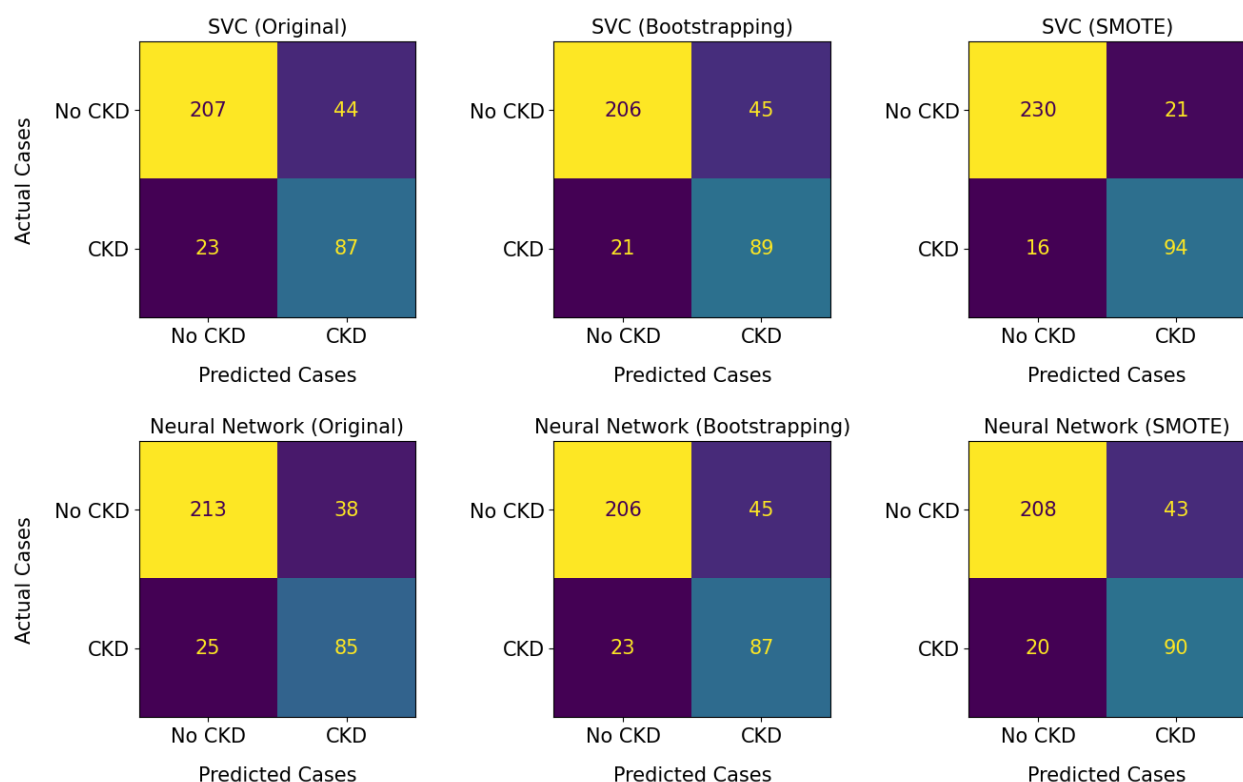 SVC (Original)
SVC (Bootstrapping)
SVC (SMOTE)
Actual Cases
No CKD
207
44
No CKD
206
45
No CKD
230
21
CKD
23
87
CKD
21
89
CKD
16
94
No CKD
CKD
No CKD
CKD
No CKD
CKD
Predicted Cases
Predicted Cases
Predicted Cases
Neural Network (Original)
Neural Network (Bootstrapping)
Neural Network (SMOTE)
Actual Cases
No CKD
213
38
No CKD
206
45
No CKD
208
43
CKD
25
85
CKD
23
87
CKD
20
90
No CKD
CKD
No CKD
CKD
No CKD
CKD
Predicted Cases
Predicted Cases
Predicted Cases